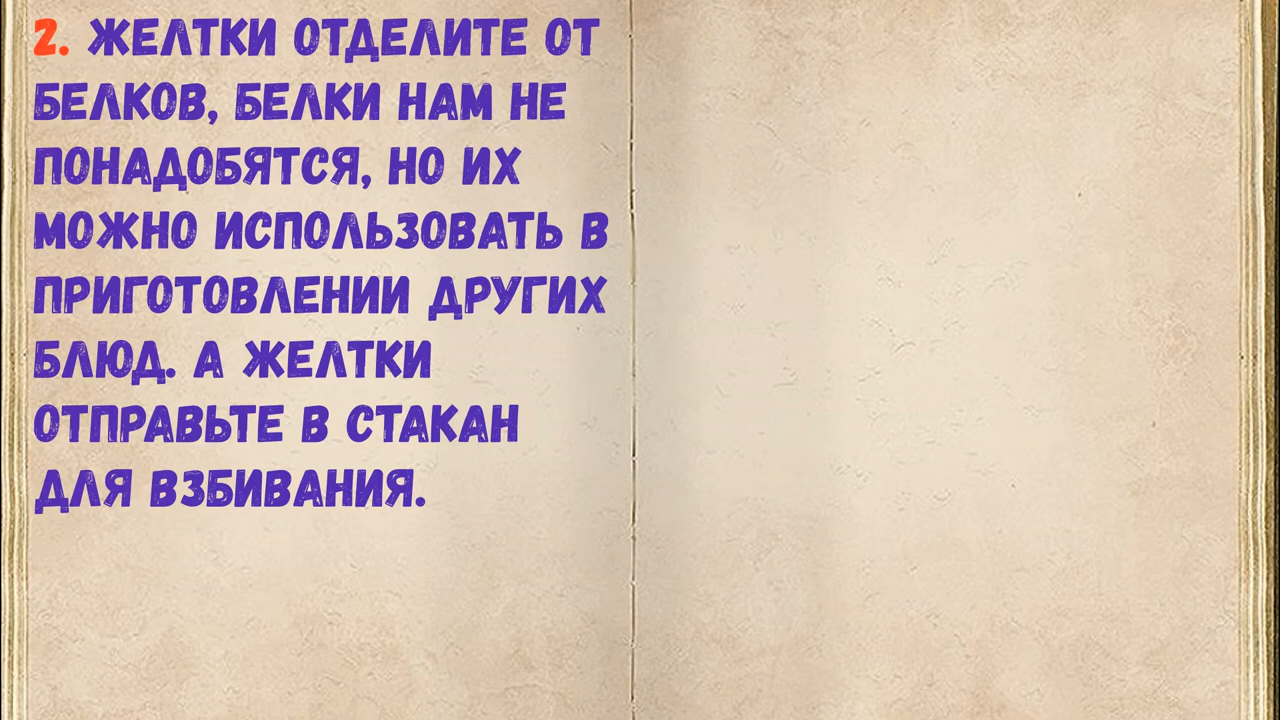 2. ЖЕЛТКИ ОТДЕЛИТЕ ОТ
БЕЛКОВ, БЕЛКИ НАМ НЕ
ПОНАДОБЯТСЯ, НО ИХ
МОЖНО ИСПОЛЬЗОВАТЬ В
ПРИГОТОВЛЕНИИ ДРУГИХ
БЛЮД. А ЖЕЛТКИ
ОТПРАВЬТЕ В СТАКАН
ДЛЯ ВЗБИВАНИЯ.